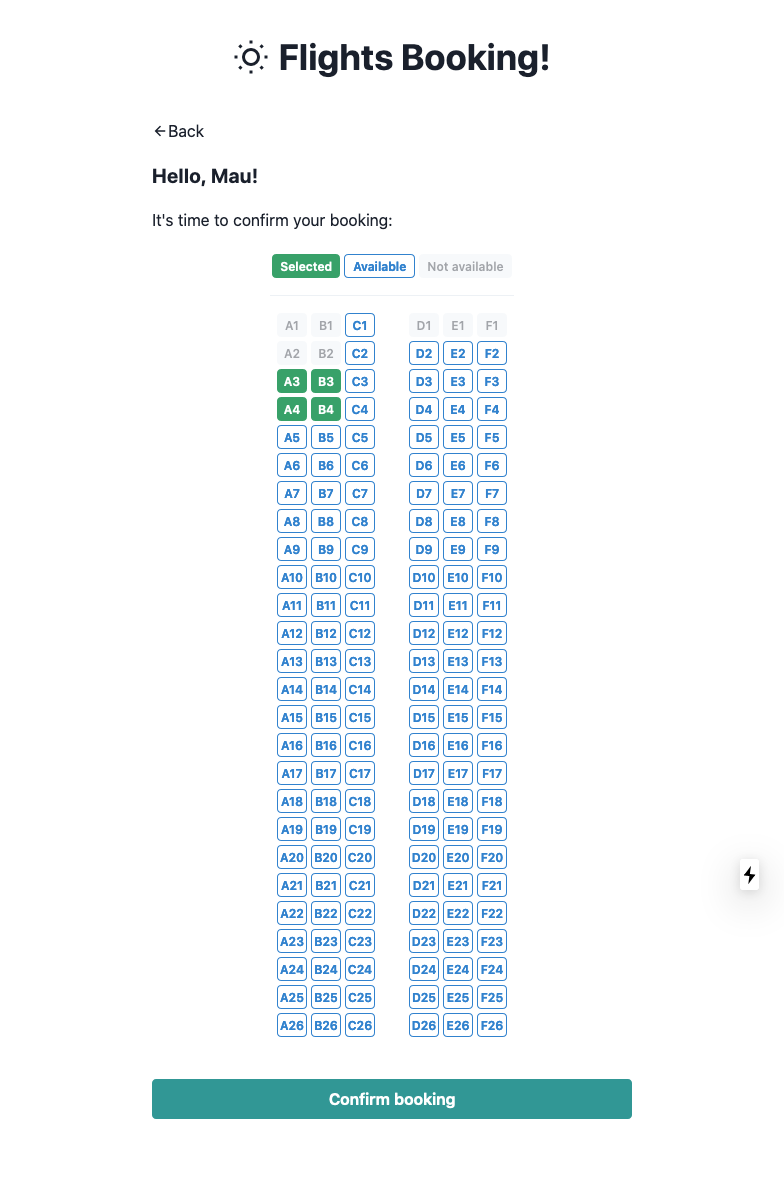 Flights Booking!
Back
Hello, Mau!
It's time to confirm your booking:
Selected Available Not available
A1 B1 C1 D1 E1 F1
A2 B2 C2 D2 E2 F2
A3 B3 C3 D3 E3 F3
A4 B4 C4 D4 E4 F4
A5 B5 C5 D5 E5 F5
A6 B6 C6 D6 E6 F6
A7 B7 C7 D7 E7 F7
A8 B8 C8 D8 E8 F8
A9 B9 C9 D9 E9 F9
A10 B10 C10 D10 E10 F10
A11 B11 C11 D11 E11 F11
A12 B12 C12 D12 E12 F12
A13 B13 C13 D13 E13 F13
A14 B14 C14 D14 E14 F14
A15 B15 C15 D15 E15 F15
A16 B16 C16 D16 E16 F16
A17 B17 C17 D17 E17 F17
A18 B18 C18 D18 E18 F18
A19 B19 C19 D19 E19 F19
A20 B20 C20 D20 E20 F20
A21 B21 C21 D21 E21 F21
A22 B22 C22 D22 E22 F22
A23 B23 C23 D23 E23 F23
A24 B24 C24 D24 E24 F24
A25 B25 C25 D25 E25 F25
A26 B26 C26 D26 E26 F26
Confirm booking